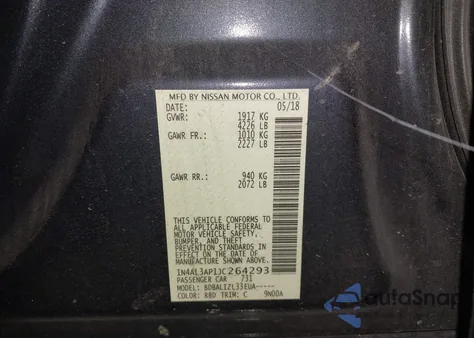 MFD BY NISSAN MOTOR CO., LTD.
DATE: 05/18
GVWR: 1917 KG
4226 LB
GAWR FR.: 1010 KG
2227 LB
GAWR RR.: 940 KG
2072 LB
THIS VEHICLE CONFORMS TO
ALL APPLICABLE FEDERAL
MOTOR VEHICLE SAFETY,
BUMPER, AND THEFT
PREVENTION STANDARDS
IN EFFECT ON THE DATE OF
MANUFACTURE SHOWN ABOVE.
1N4AL3AP1JC264293
PASSENGER CAR 731
COLOR: RBD TRIM: C 9N00A
autoSnap